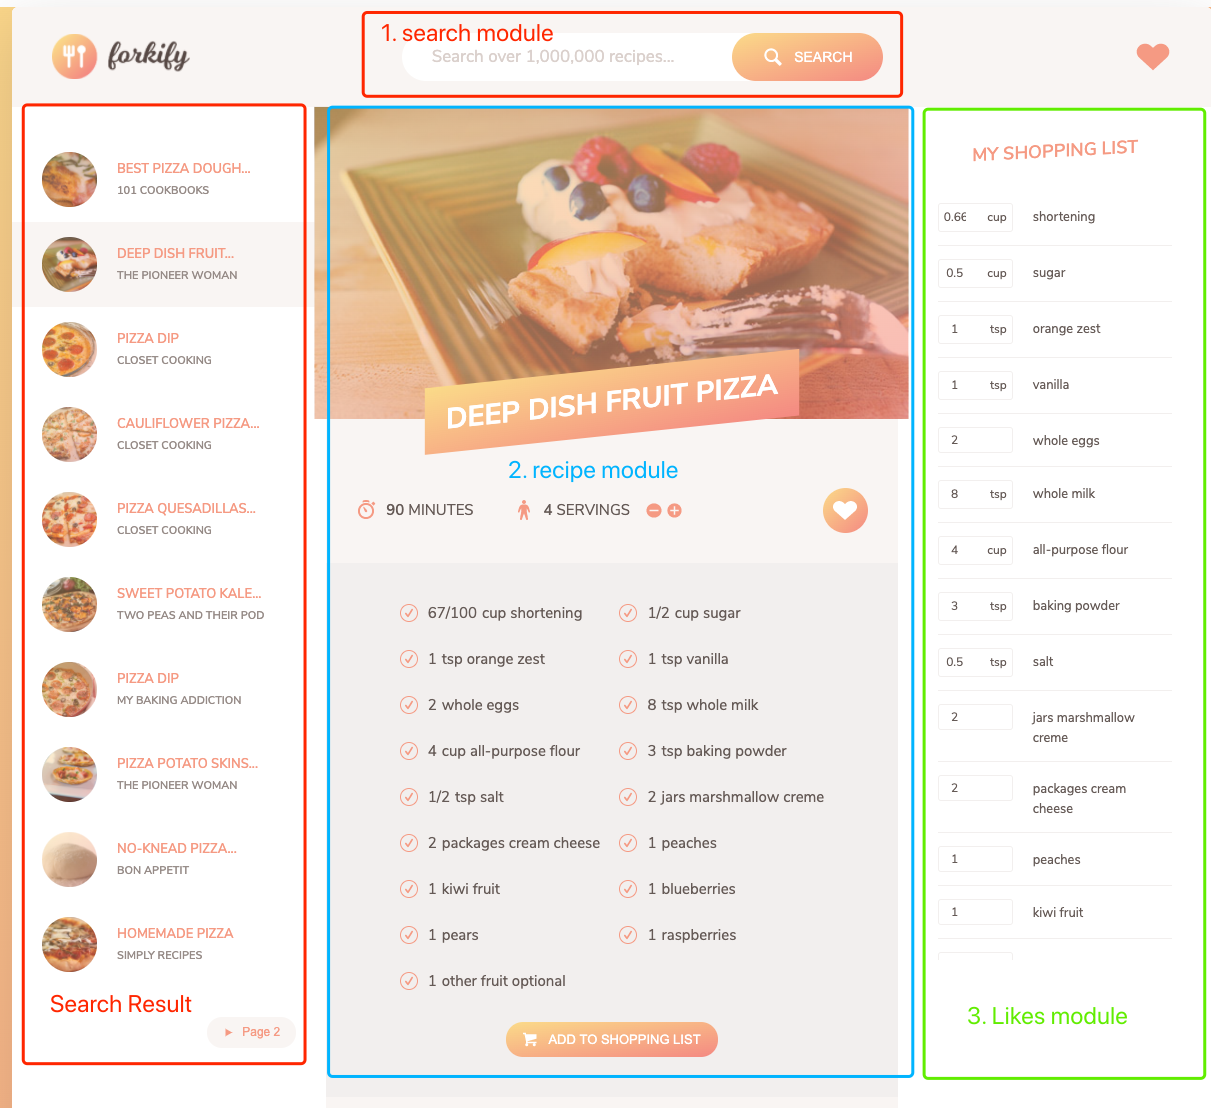 forkify
1. search module
Search over 1,000,000 recipes...
SEARCH
BEST PIZZA DOUGH...
101 COOKBOOKS
DEEP DISH FRUIT...
THE PIONEER WOMAN
PIZZA DIP
CLOSET COOKING
CAULIFLOWER PIZZA...
CLOSET COOKING
PIZZA QUESADILLAS...
CLOSET COOKING
SWEET POTATO KALE...
TWO PEAS AND THEIR POD
PIZZA DIP
MY BAKING ADDICTION
PIZZA POTATO SKINS...
THE PIONEER WOMAN
NO-KNEAD PIZZA...
BON APPETIT
HOMEMADE PIZZA
SIMPLY RECIPES
Search Result
Page 2
DEEP DISH FRUIT PIZZA
2. recipe module
90 MINUTES
4 SERVINGS
67/100 cup shortening
1/2 cup sugar
1 tsp orange zest
1 tsp vanilla
2 whole eggs
8 tsp whole milk
4 cup all-purpose flour
3 tsp baking powder
1/2 tsp salt
2 jars marshmallow creme
2 packages cream cheese
1 peaches
1 kiwi fruit
1 blueberries
1 pears
1 raspberries
1 other fruit optional
ADD TO SHOPPING LIST
MY SHOPPING LIST
0.66 cup shortening
0.5 cup sugar
1 tsp orange zest
1 tsp vanilla
2 whole eggs
8 tsp whole milk
4 cup all-purpose flour
3 tsp baking powder
0.5 tsp salt
2 jars marshmallow
creme
2 packages cream
cheese
1 peaches
1 kiwi fruit
3. Likes module